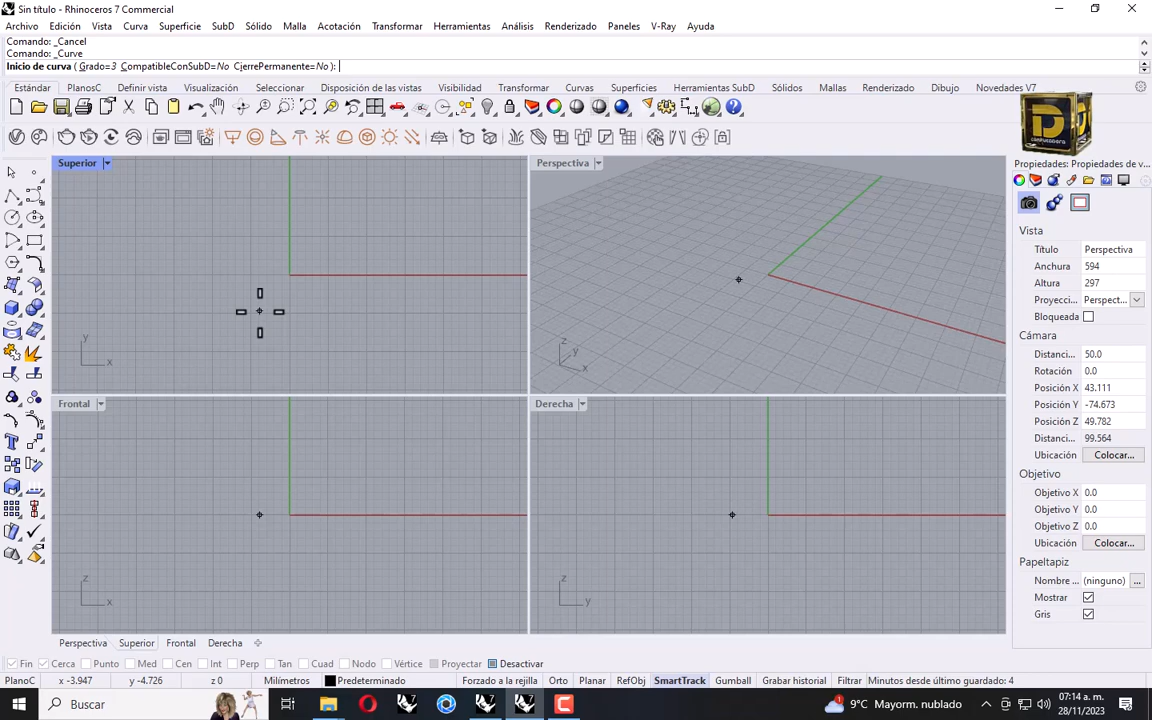 Sin título - Rhinoceros 7 Commercial
Archivo Edición Vista Curva Superficie SubD Sólido Malla Acotación Transformar Herramientas Análisis Renderizado Paneles V-Ray Ayuda
Comando: _Cancel
Comando: _Curve
Inicio de curva ( Grado=3 CompatibleConSubD=No CierrePermanente=No ):
Estándar PlanosC Definir vista Visualización Selección Disposición de vistas Visibilidad Transformar Curvas Superficies Herramientas de SubD Sólidos Mallas Renderizado Dibujo Novedades V7
Superior
Perspectiva
Propiedades: Propiedades de v...
Vista
Título Perspectiva
Anchura 594
Altura 297
Proyecci... Perspect...
Bloqueada
Cámara
Distanci... 50.0
Rotación 0.0
Posición X 43.111
Posición Y -74.673
Posición Z 49.782
Distanci... 99.564
Ubicación Colocar...
Objetivo
Objetivo X 0.0
Objetivo Y 0.0
Objetivo Z 0.0
Ubicación Colocar...
Papeltapiz
Nombre ... (ninguno) ...
Mostrar
Gris
y
x
z
y
x
Frontal
Derecha
z
x
z
y
Perspectiva Superior Frontal Derecha
Fin Cerca Punto Med Cen Int Perp Tan Cuad Nodo Vértice Proyectar Desactivar
PlanoC x -3.947 y -4.726 z 0 Milímetros Predeterminado Forzado a la rejilla Orto Planar RefObj SmartTrack Gumball Grabar historial Filtrar Minutos desde último guardado: 4
Buscar
9°C Mayorm. nublado
07:14 a. m.
28/11/2023